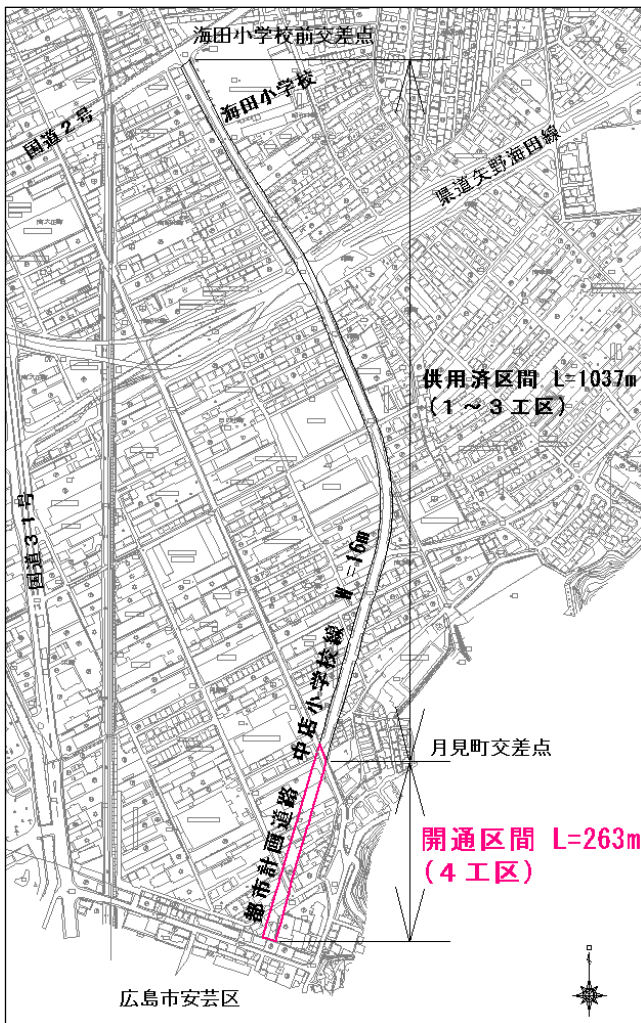 海田小学校前交差点
海田小学校
国道2号
県道矢野海田線
供用済区間 L=1037m
(1~3工区)
国道31号
都市計画道路 中店小学校線 W=16m
月見町交差点
開通区間 L=263m
(4工区)
広島市安芸区